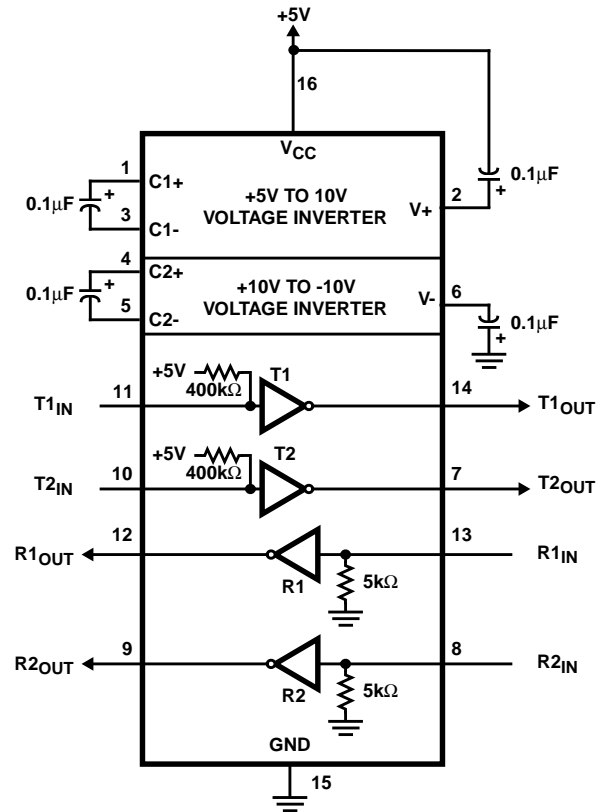 +5V
16
VCC
1
C1+
0.1µF
+
3
C1-
+5V TO 10V
VOLTAGE INVERTER
V+
2
+
0.1µF
4
C2+
0.1µF
+
5
C2-
+10V TO -10V
VOLTAGE INVERTER
V-
6
+
0.1µF
+5V
400kΩ
T1
T1IN
11
14
T1OUT
+5V
400kΩ
T2
T2IN
10
7
T2OUT
R1OUT
12
R1
5kΩ
13
R1IN
R2OUT
9
R2
5kΩ
8
R2IN
GND
15